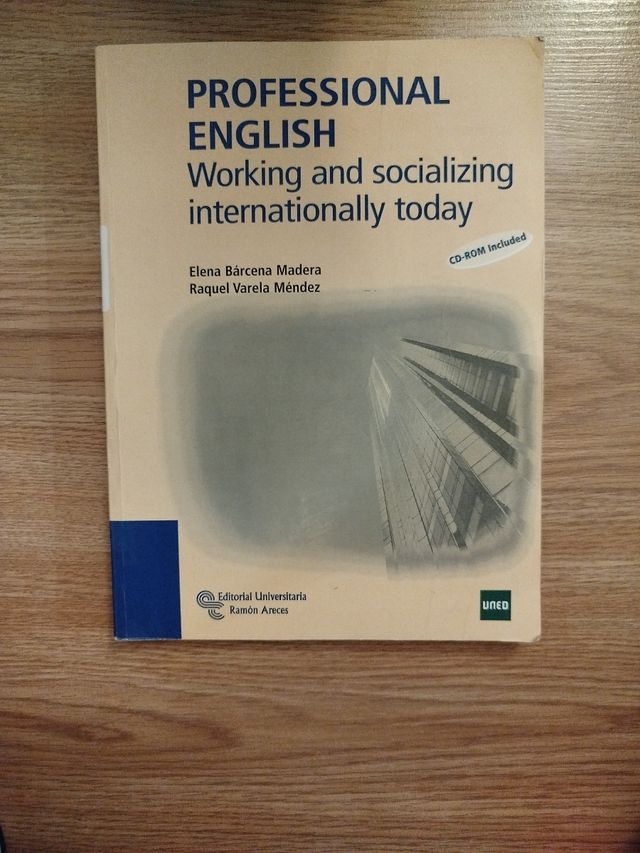 PROFESSIONAL
ENGLISH
Working and socializing
internationally today
CD-ROM Included
Elena Bárcena Madera
Raquel Varela Méndez
Editorial Universitaria
Ramón Areces
UNED